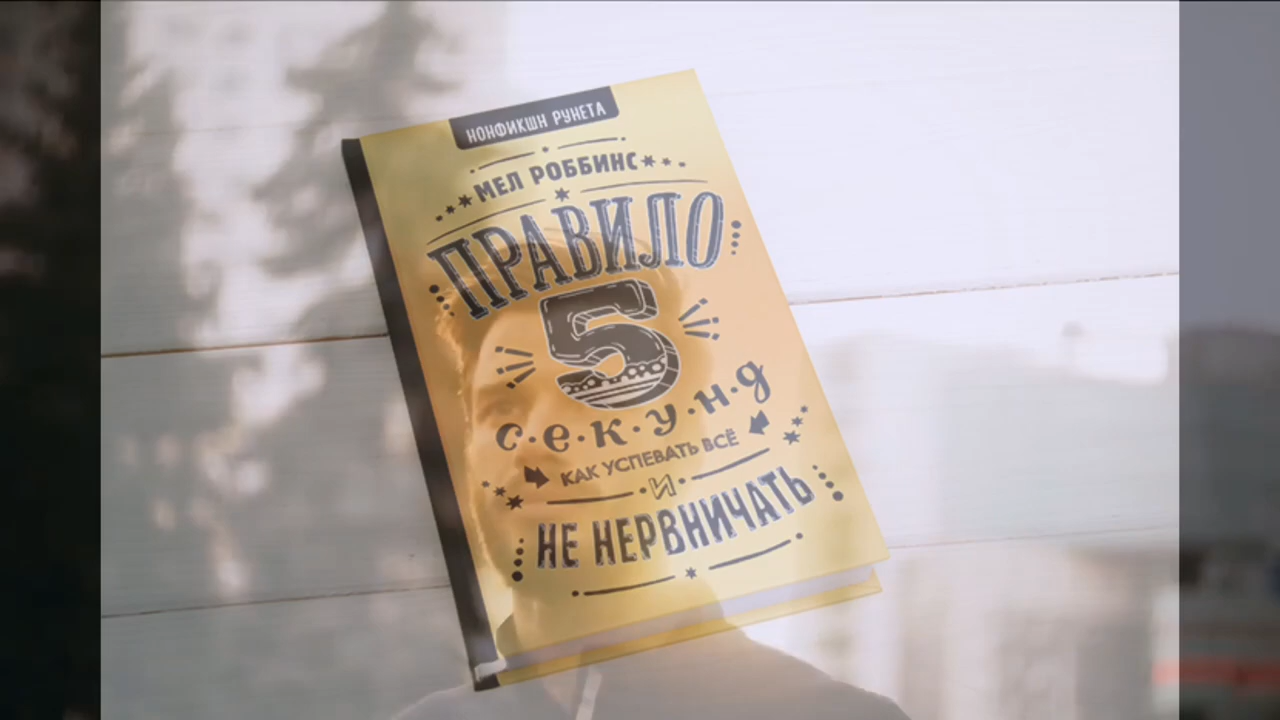 НОНФИКШН РУНЕТА
МЕЛ РОББИНС
ПРАВИЛО
5
с·е·к·у·н·д
КАК УСПЕВАТЬ ВСЁ
И
НЕ НЕРВНИЧАТЬ